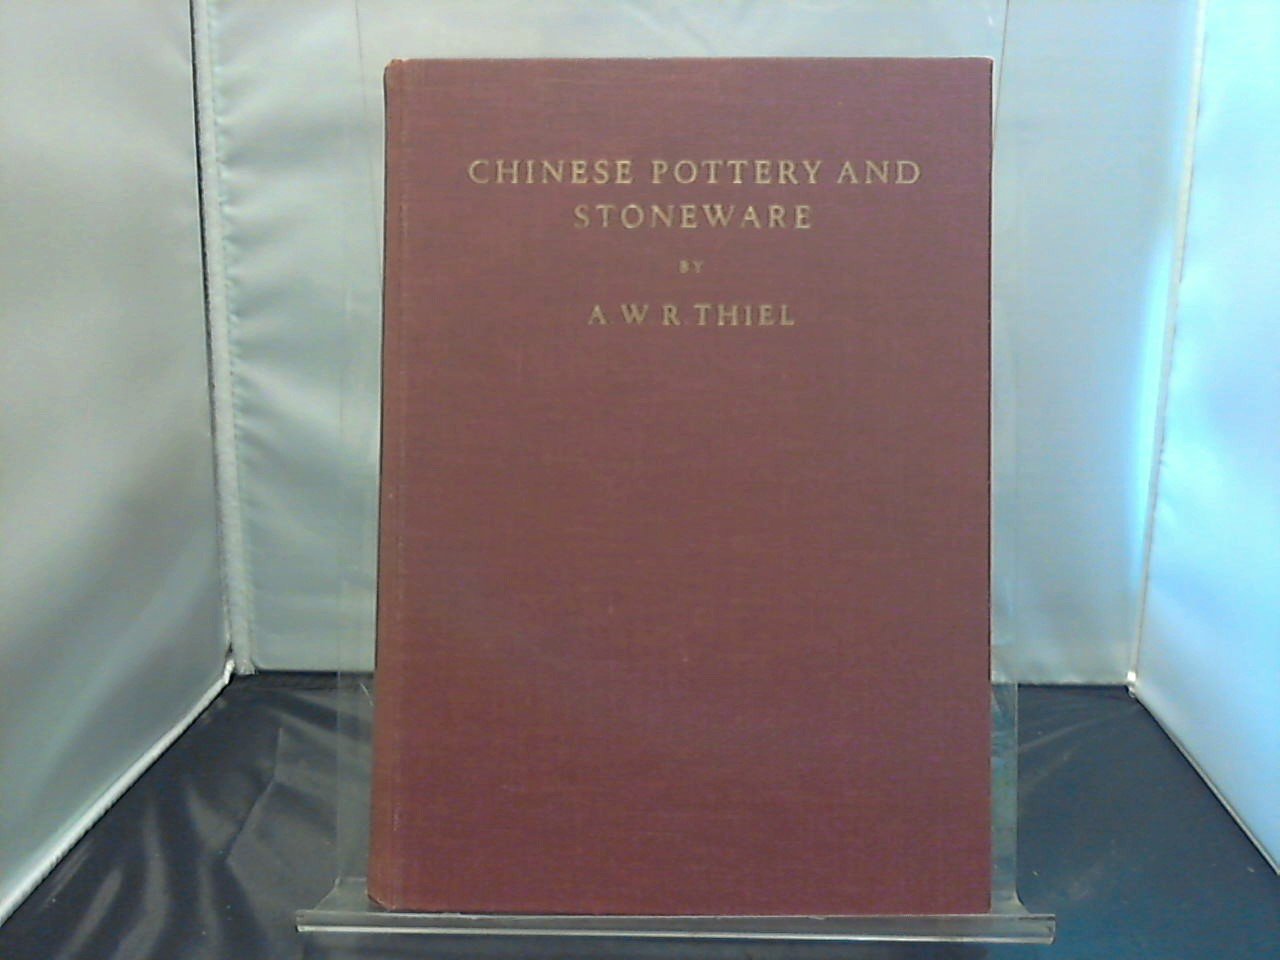 CHINESE POTTERY AND
STONEWARE
BY
A W R THIEL